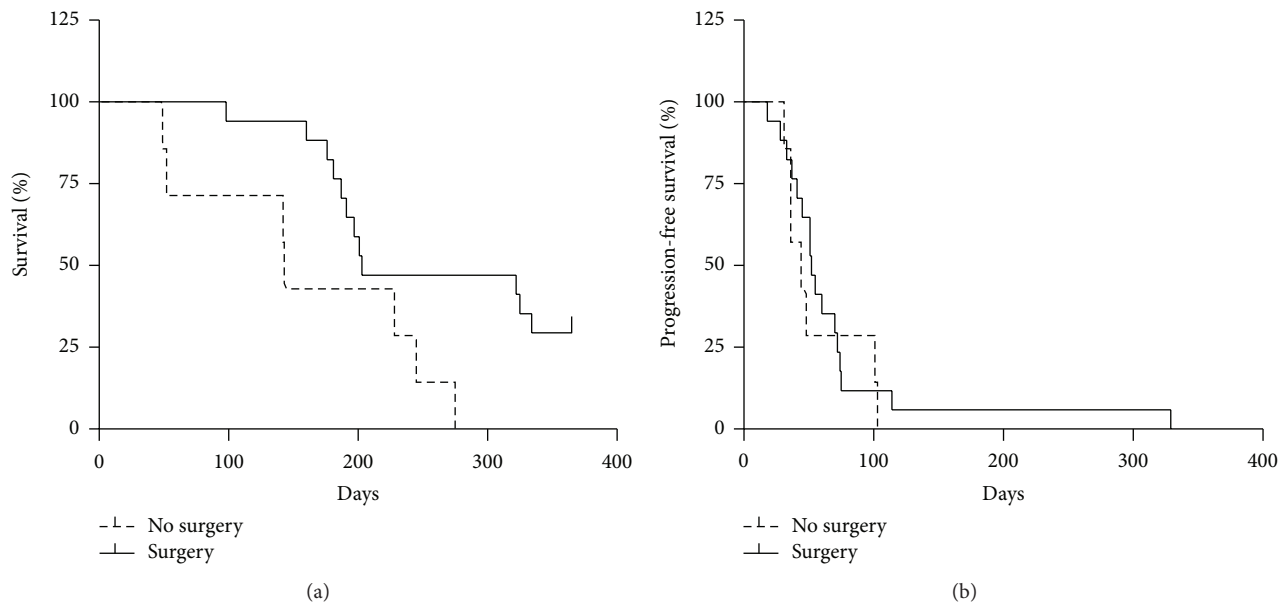 125
100
75
50
25
0
Survival (%)
0 100 200 300 400
Days
No surgery
Surgery
(a)
125
100
75
50
25
0
Progression-free survival (%)
0 100 200 300 400
Days
No surgery
Surgery
(b)